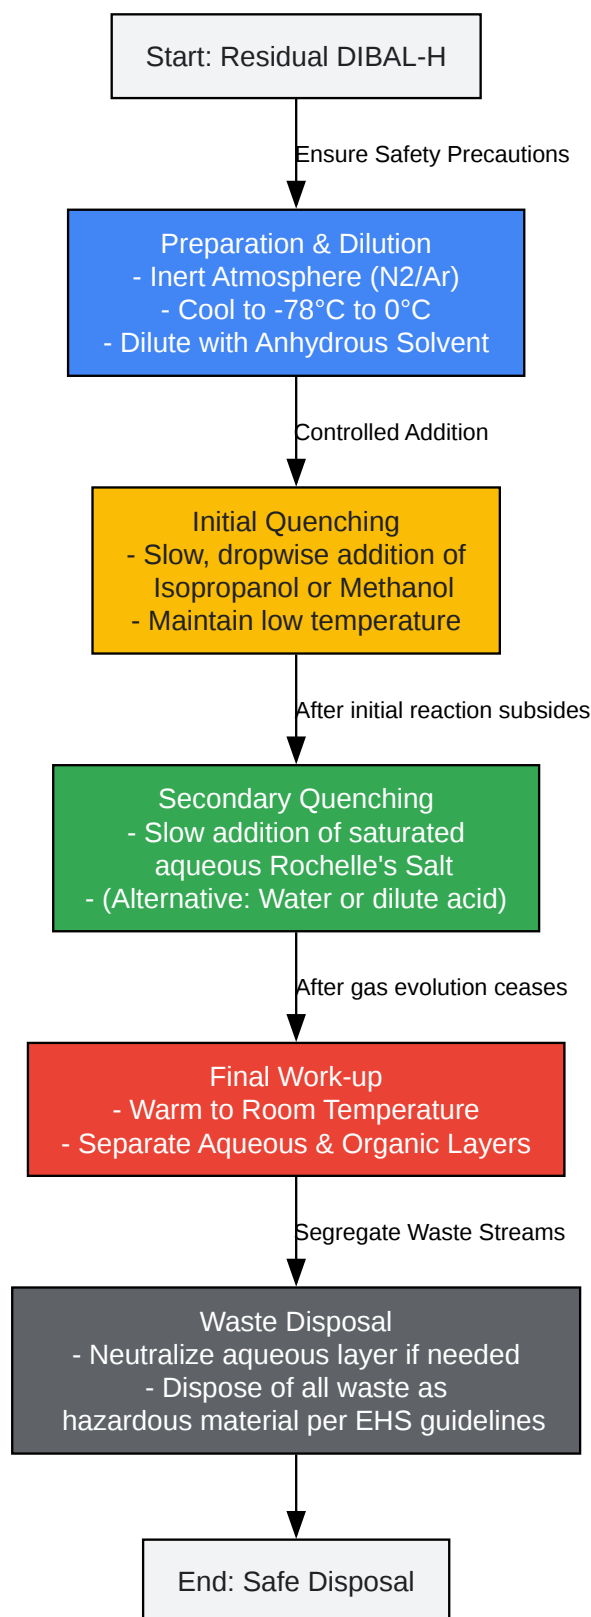 Start: Residual DIBAL-H
Ensure Safety Precautions
Preparation & Dilution
- Inert Atmosphere (N2/Ar)
- Cool to -78°C to 0°C
- Dilute with Anhydrous Solvent
Controlled Addition
Initial Quenching
- Slow, dropwise addition of
Isopropanol or Methanol
- Maintain low temperature
After initial reaction subsides
Secondary Quenching
- Slow addition of saturated
aqueous Rochelle's Salt
- (Alternative: Water or dilute acid)
After gas evolution ceases
Final Work-up
- Warm to Room Temperature
- Separate Aqueous & Organic Layers
Segregate Waste Streams
Waste Disposal
- Neutralize aqueous layer if needed
- Dispose of all waste as
hazardous material per EHS guidelines
End: Safe Disposal